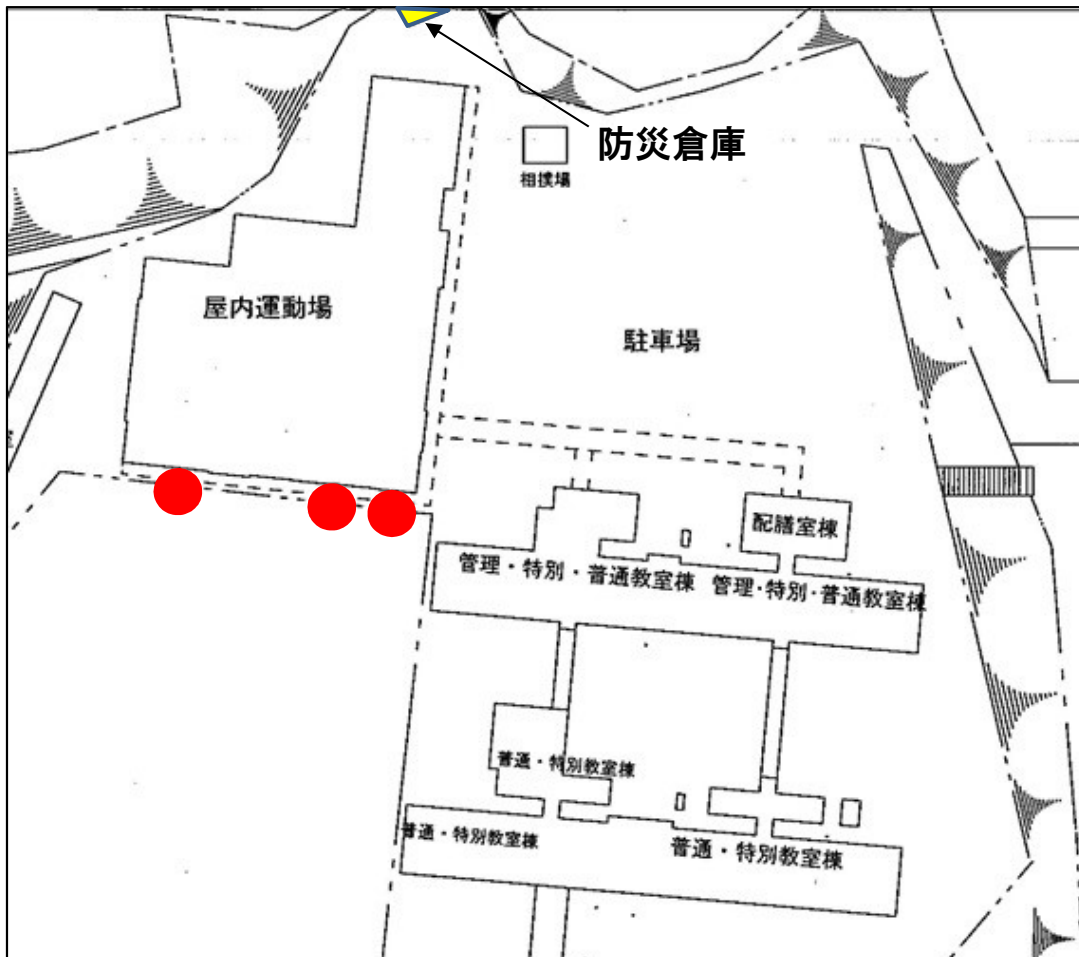 防災倉庫
相撲場
屋内運動場
駐車場
配膳室棟
管理・特別・普通教室棟
管理・特別・普通教室棟
普通・特別教室棟
普通・特別教室棟
普通・特別教室棟